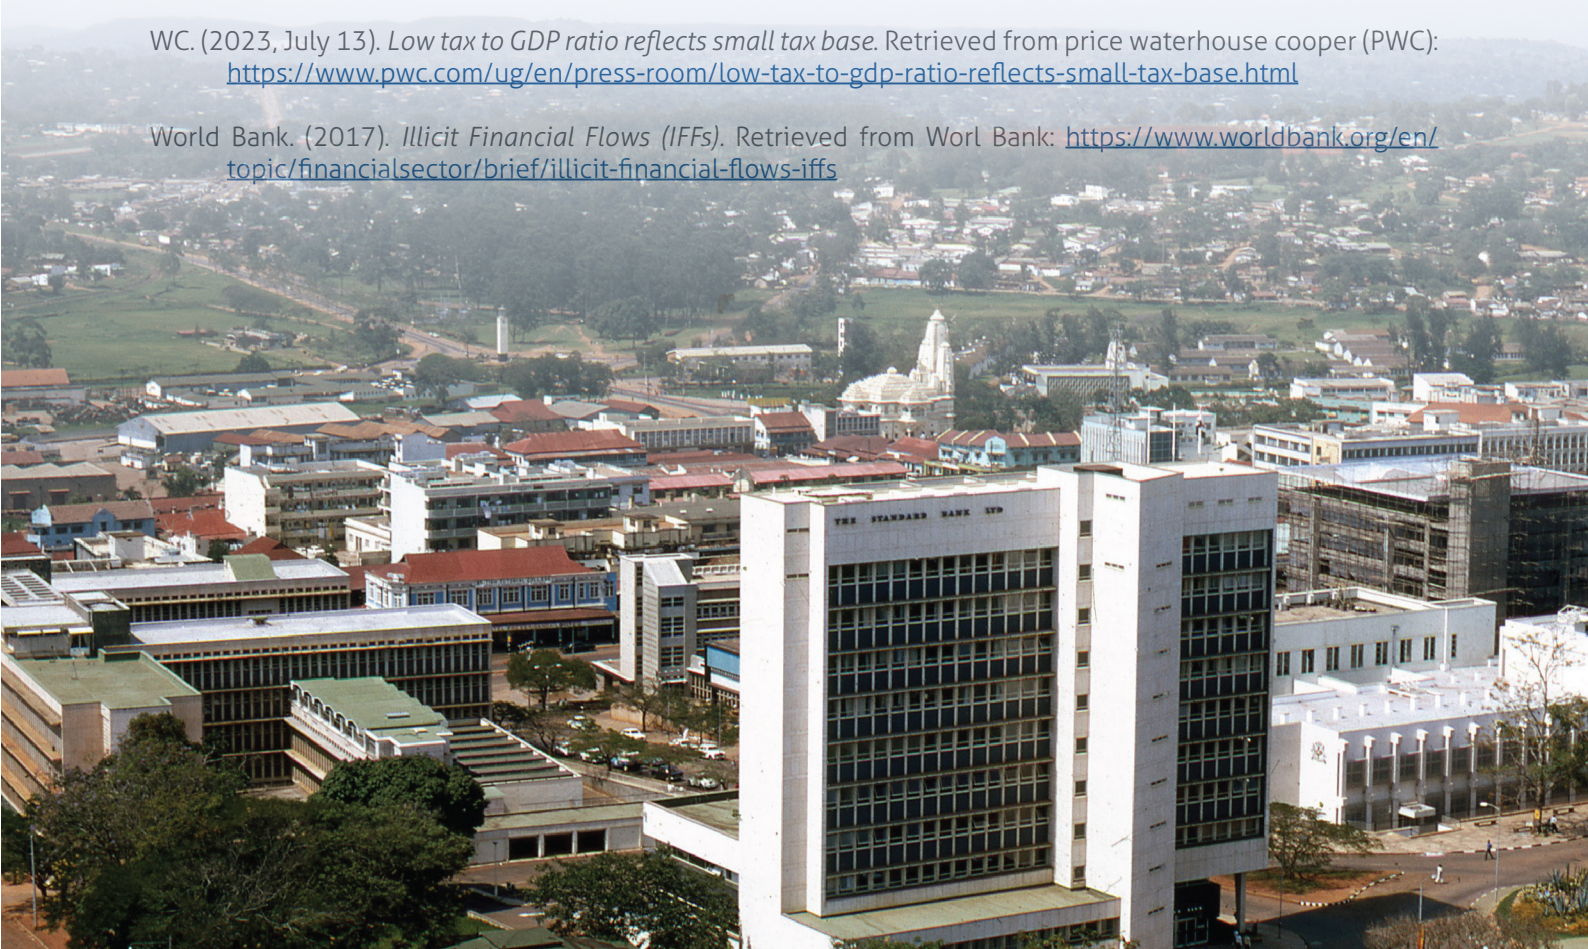 WC. (2023, July 13). Low tax to GDP ratio reflects small tax base. Retrieved from price waterhouse cooper (PWC):
https://www.pwc.com/ug/en/press-room/low-tax-to-gdp-ratio-reflects-small-tax-base.html
World Bank. (2017). Illicit Financial Flows (IFFs). Retrieved from Worl Bank: https://www.worldbank.org/en/
topic/financialsector/brief/illicit-financial-flows-iffs
THE STANDARD BANK LTD